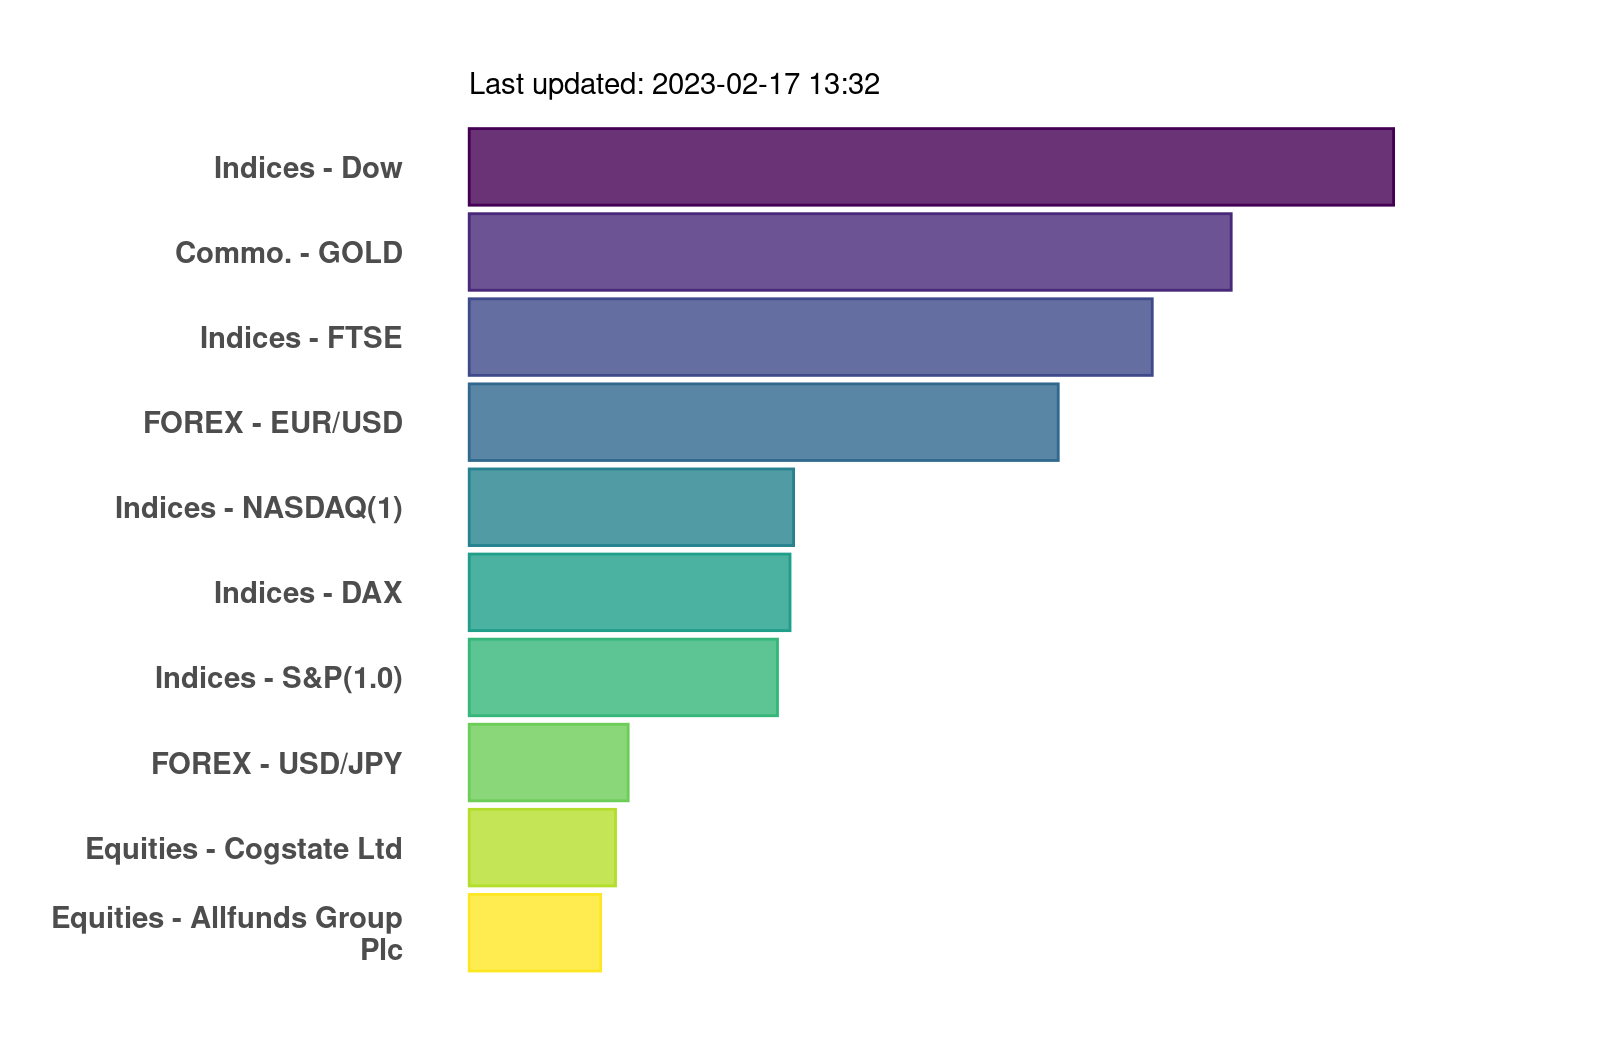 Last updated: 2023-02-17 13:32
Indices - Dow
Commo. - GOLD
Indices - FTSE
FOREX - EUR/USD
Indices - NASDAQ(1)
Indices - DAX
Indices - S&P(1.0)
FOREX - USD/JPY
Equities - Cogstate Ltd
Equities - Allfunds Group
Plc